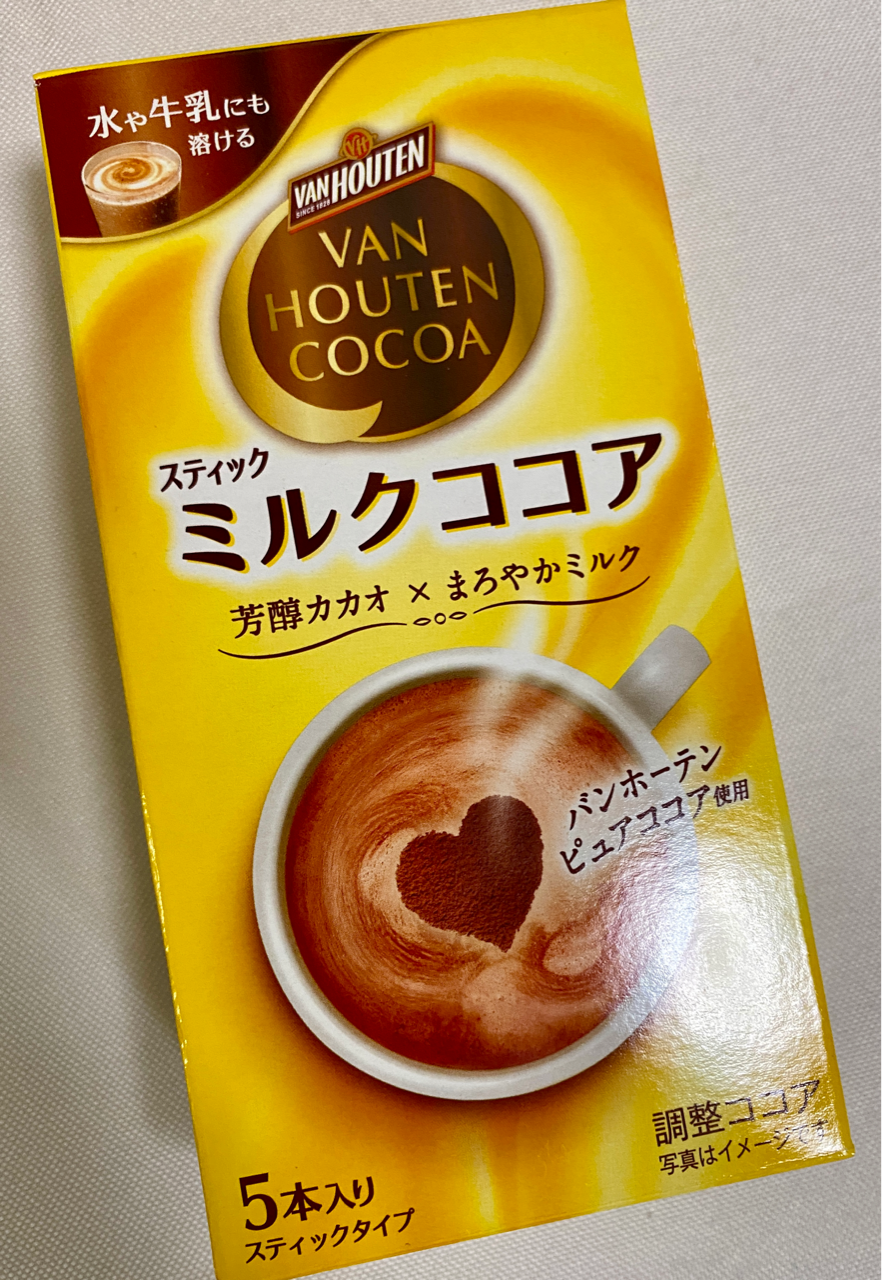 水や牛乳にも
溶ける
VH
VAN HOUTEN
SINCE 1828
VAN
HOUTEN
COCOA
スティック
ミルクココア
芳醇カカオ × まろやかミルク
バンホーテン
ピュアココア使用
調整ココア
写真はイメージです
5本入り
スティックタイプ